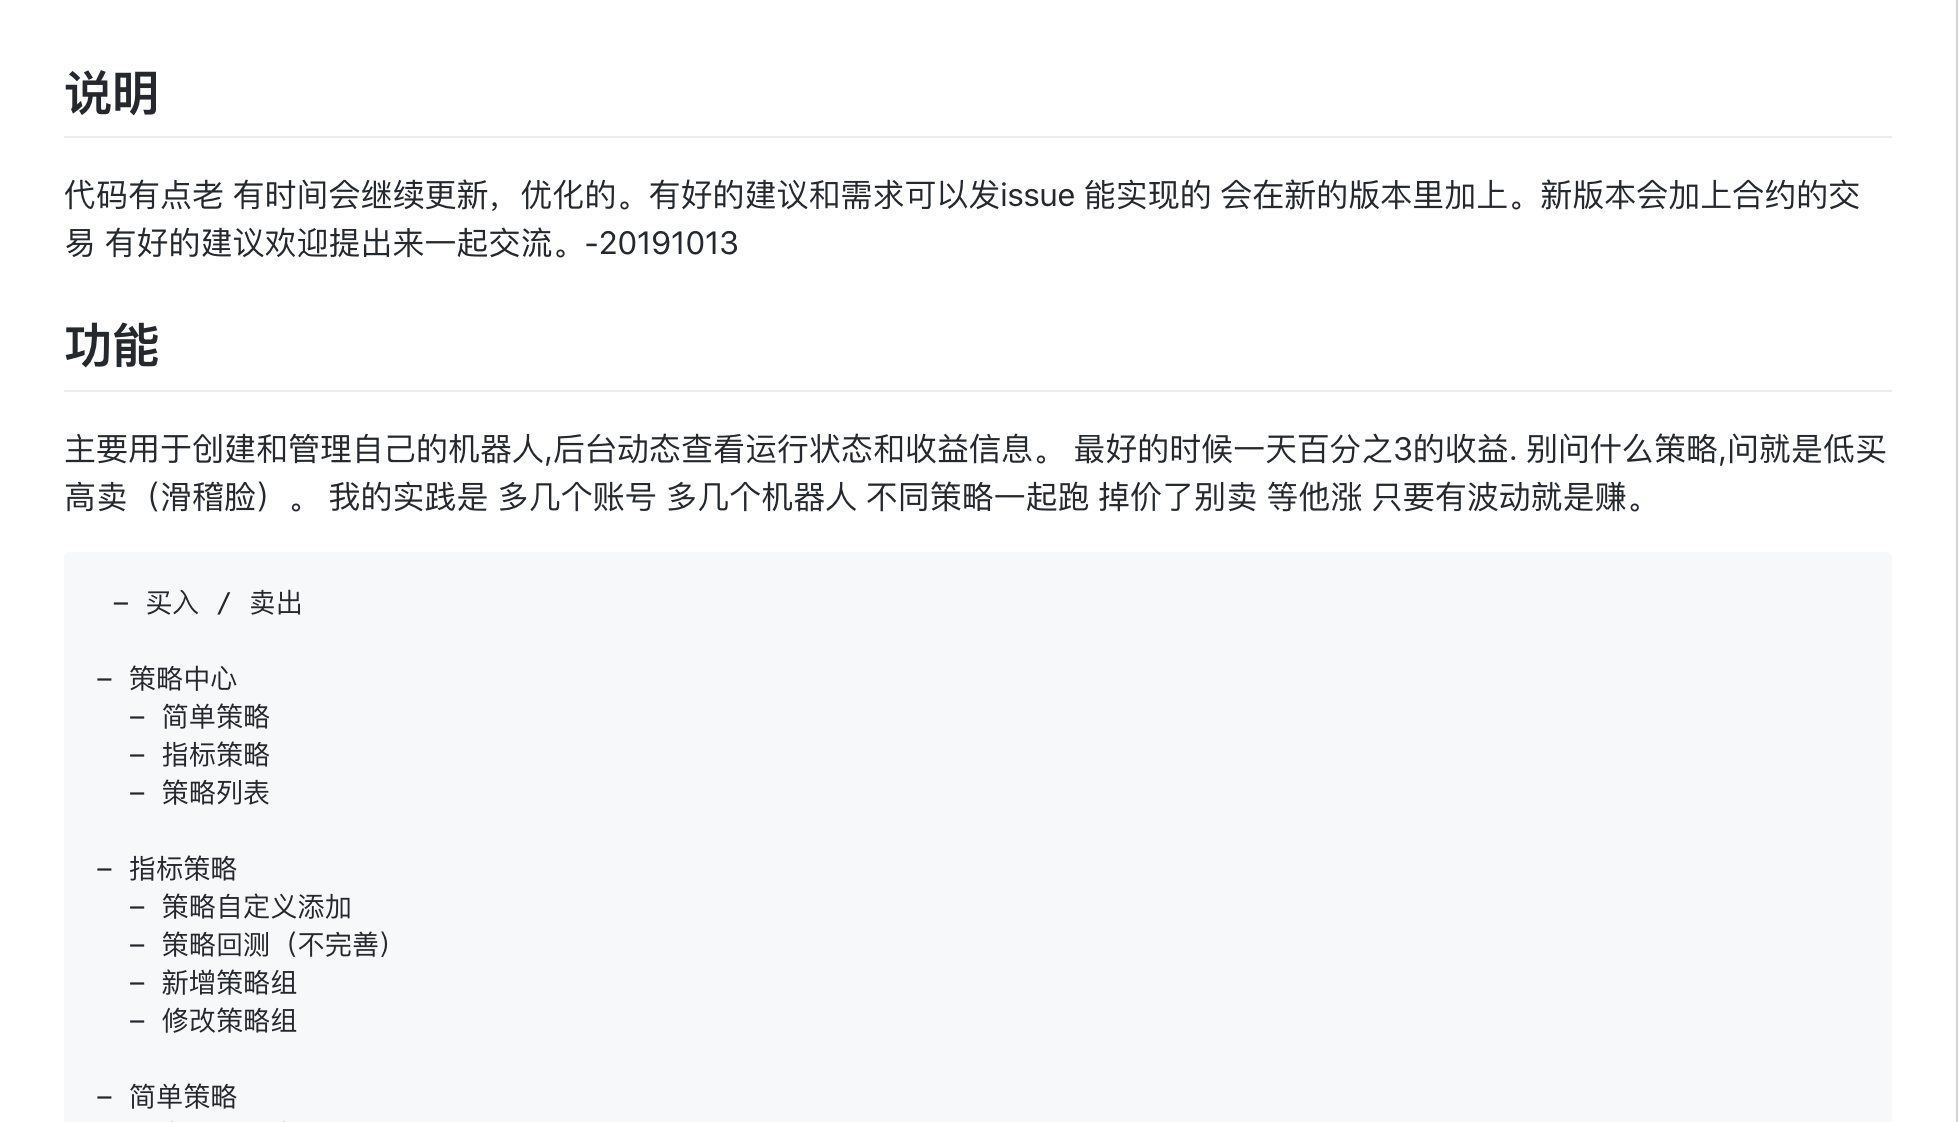 说明
代码有点老 有时间会继续更新，优化的。有好的建议和需求可以发issue 能实现的 会在新的版本里加上。新版本会加上合约的交
易 有好的建议欢迎提出来一起交流。-20191013
功能
主要用于创建和管理自己的机器人,后台动态查看运行状态和收益信息。 最好的时候一天百分之3的收益. 别问什么策略,问就是低买
高卖（滑稽脸）。 我的实践是 多几个账号 多几个机器人 不同策略一起跑 掉价了别卖 等他涨 只要有波动就是赚。
– 买入 / 卖出
– 策略中心
– 简单策略
– 指标策略
– 策略列表
– 指标策略
– 策略自定义添加
– 策略回测（不完善）
– 新增策略组
– 修改策略组
– 简单策略